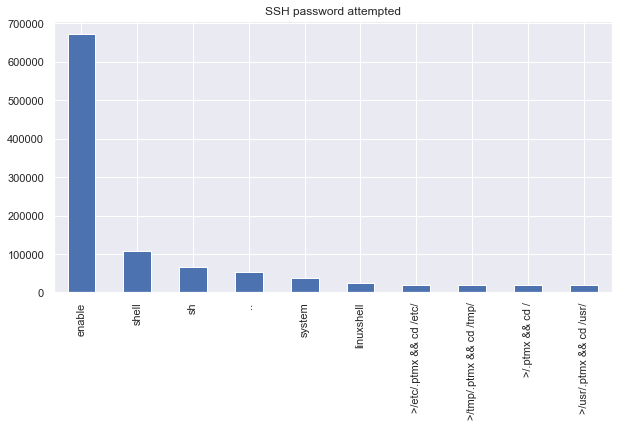 SSH password attempted
700000
600000
500000
400000
300000
200000
100000
0
enable
shell
sh
..
system
linuxshell
>/etc/.ptmx && cd /etc/
>/tmp/.ptmx && cd /tmp/
>/.ptmx && cd /
>/usr/.ptmx && cd /usr/